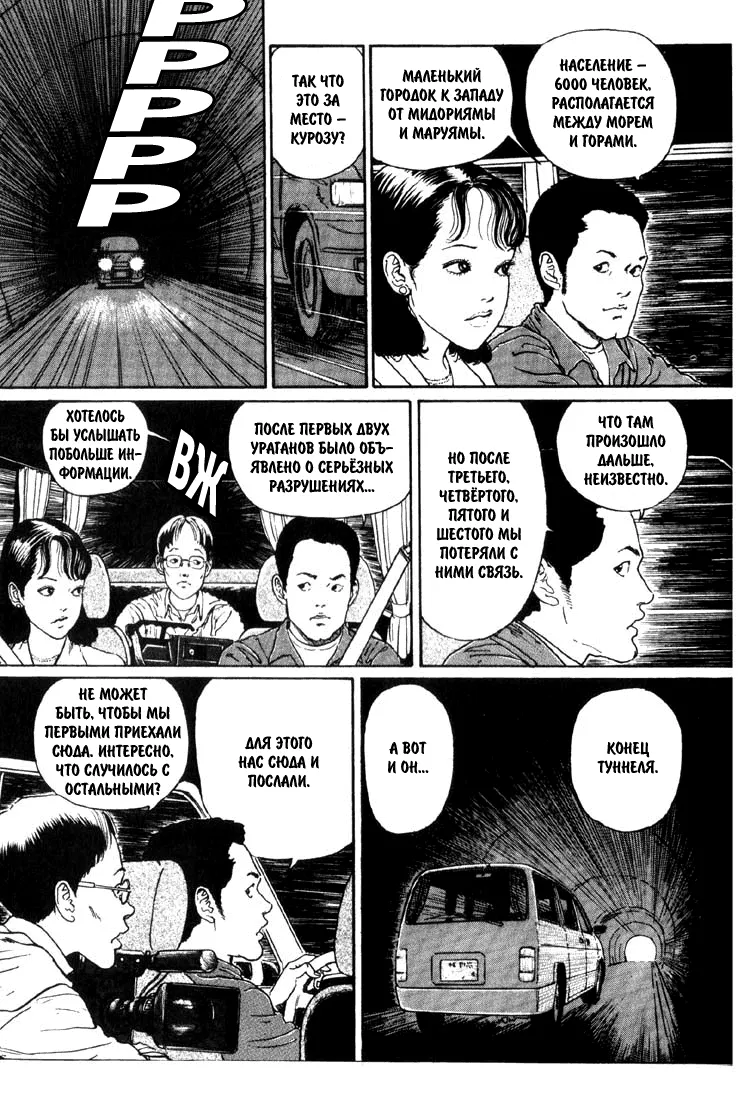 РРРРР
ТАК ЧТО
ЭТО ЗА
МЕСТО –
КУРОЗУ?
МАЛЕНЬКИЙ
ГОРОДОК К ЗАПАДУ
ОТ МИДОРИЯМЫ
И МАРУЯМЫ.
НАСЕЛЕНИЕ –
6000 ЧЕЛОВЕК,
РАСПОЛАГАЕТСЯ
МЕЖДУ МОРЕМ
И ГОРАМИ.
ХОТЕЛОСЬ
БЫ УСЛЫШАТЬ
ПОБОЛЬШЕ ИН-
ФОРМАЦИИ.
ВЖ
ПОСЛЕ ПЕРВЫХ ДВУХ
УРАГАНОВ БЫЛО ОБЪ-
ЯВЛЕНО О СЕРЬЁЗНЫХ
РАЗРУШЕНИЯХ...
НО ПОСЛЕ
ТРЕТЬЕГО,
ЧЕТВЁРТОГО,
ПЯТОГО И
ШЕСТОГО МЫ
ПОТЕРЯЛИ С
НИМИ СВЯЗЬ.
ЧТО ТАМ
ПРОИЗОШЛО
ДАЛЬШЕ,
НЕИЗВЕСТНО.
НЕ МОЖЕТ
БЫТЬ, ЧТОБЫ МЫ
ПЕРВЫМИ ПРИЕХАЛИ
СЮДА. ИНТЕРЕСНО,
ЧТО СЛУЧИЛОСЬ С
ОСТАЛЬНЫМИ?
ДЛЯ ЭТОГО
НАС СЮДА И
ПОСЛАЛИ.
А ВОТ
И ОН...
КОНЕЦ
ТУННЕЛЯ.